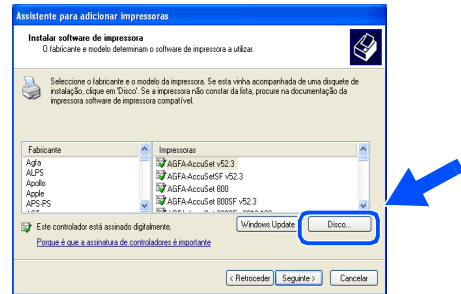 Assistente para adicionar impressoras
Instalar software de impressora
O fabricante e modelo determinam o software de impressora a utilizar.
Seleccione o fabricante e o modelo da impressora. Se esta vinha acompanhada de uma disquete de
instalação, clique em 'Disco'. Se a impressora não constar da lista, procure na documentação da
impressora software de impressora compatível.
Fabricante
Agfa
ALPS
Apollo
Apple
APS-PS
Impressoras
AGFA-AccuSet v52.3
AGFA-AccuSetSF v52.3
AGFA-AccuSet 800
AGFA-AccuSet 800SF v52.3
Este controlador está assinado digitalmente.
Porque é que a assinatura de controladores é importante
Windows Update
Disco...
< Retroceder
Seguinte >
Cancelar